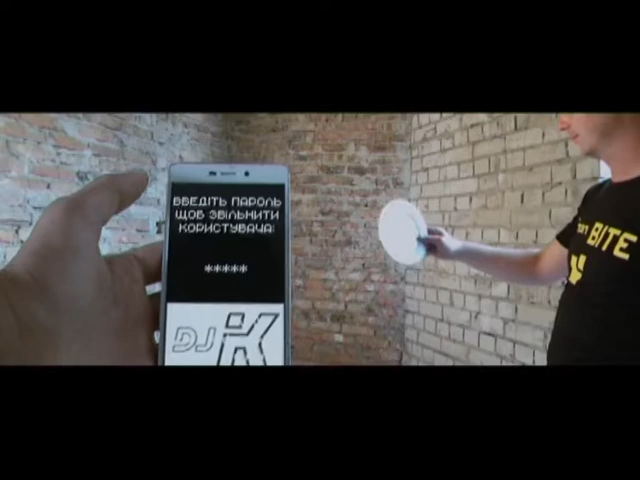 ВВЕДІТЬ ПАРОЛЬ
ЩОБ ЗВІЛЬНИТИ
КОРИСТУВАЧА:
*****
DJ K
BITE